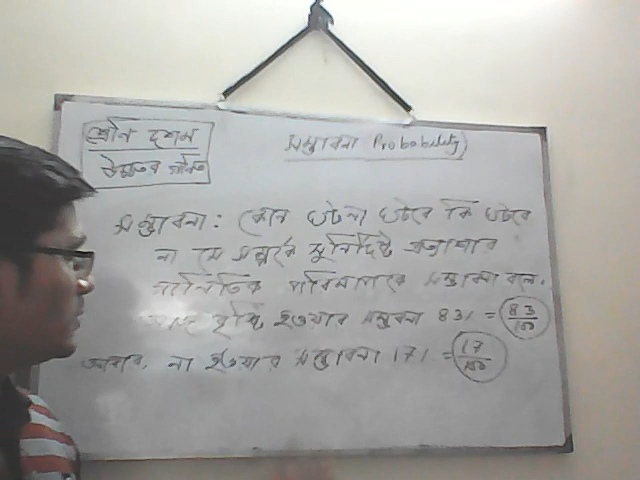 শ্রেণি দশম
উচ্চতর গণিত
সম্ভাবনা Probability)
সম্ভাবনা: কোন ঘটনা ঘটবে কি ঘটবে
না সে সম্পর্কে সুনির্দিষ্ট প্রত্যাশার
গাণিতিক পরিমাপকে সম্ভাবনা বলে.
বৃষ্টি হওয়ার সম্ভাবনা 83% = 83/100
আবার, না হওয়ার সম্ভাবনা 17% = 17/100